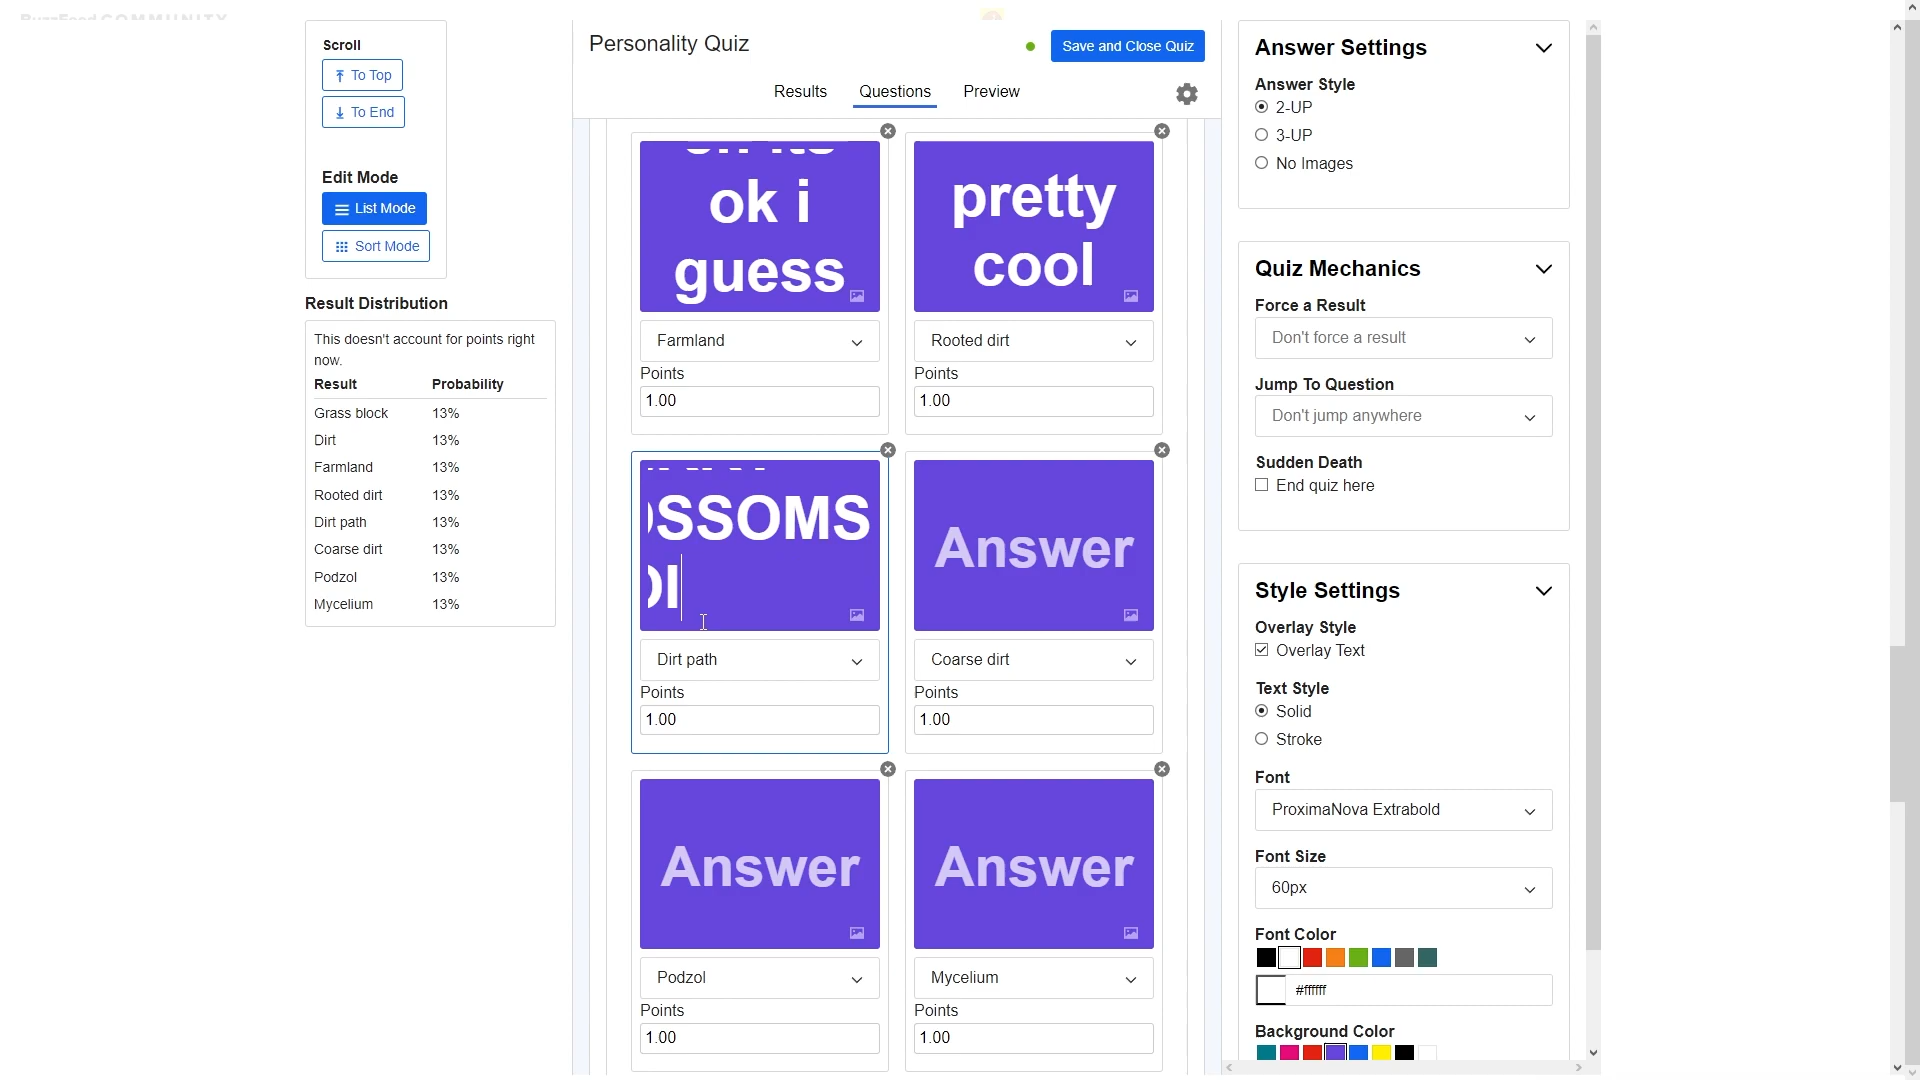 Scroll
To Top
To End
Edit Mode
List Mode
Sort Mode
Result Distribution
This doesn't account for points right
now.
Result Probability
Grass block 13%
Dirt 13%
Farmland 13%
Rooted dirt 13%
Dirt path 13%
Coarse dirt 13%
Podzol 13%
Mycelium 13%
Personality Quiz
Save and Close Quiz
Results Questions Preview
ok i
guess
Farmland
Points
1.00
pretty
cool
Rooted dirt
Points
1.00
SSOMS
Dirt path
Points
1.00
Answer
Coarse dirt
Points
1.00
Answer
Podzol
Points
1.00
Answer
Mycelium
Points
1.00
Answer Settings
Answer Style
2-UP
3-UP
No Images
Quiz Mechanics
Force a Result
Don't force a result
Jump To Question
Don't jump anywhere
Sudden Death
End quiz here
Style Settings
Overlay Style
Overlay Text
Text Style
Solid
Stroke
Font
ProximaNova Extrabold
Font Size
60px
Font Color
#ffffff
Background Color